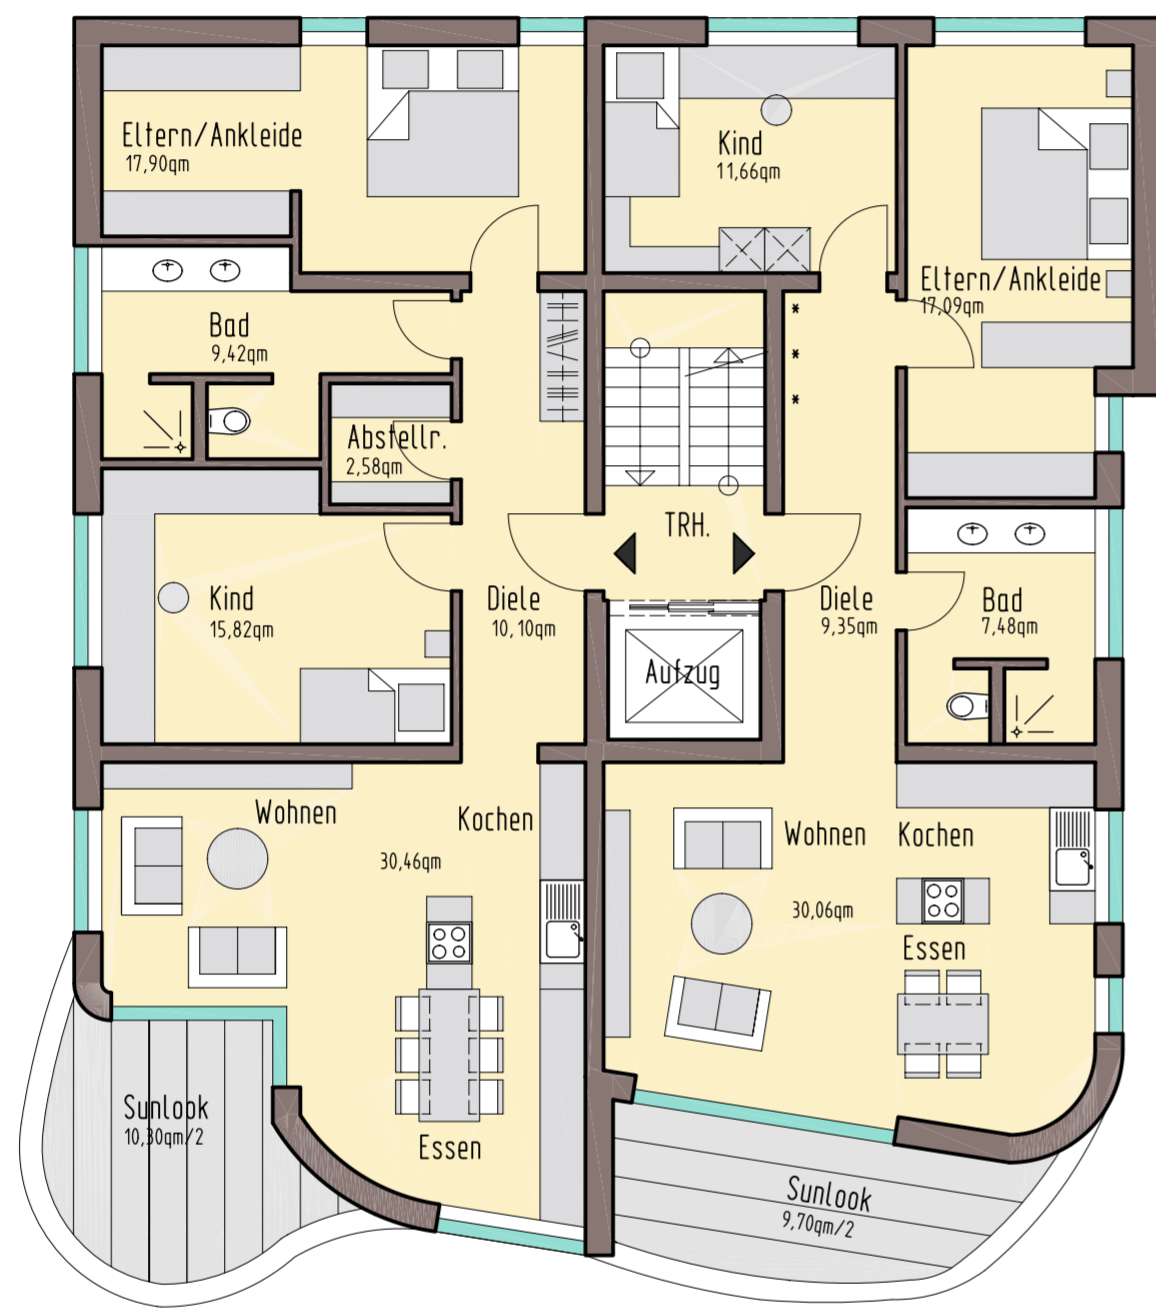 Eltern/Ankleide
17,90qm
Kind
11,66qm
Eltern/Ankleide
17,09qm
Bad
9,42qm
Abstellr.
2,58qm
TRH.
Kind
15,82qm
Diele
10,10qm
Diele
9,35qm
Bad
7,48qm
Aufzug
Wohnen
Kochen
30,46qm
Wohnen
Kochen
30,06qm
Essen
Sunlook
10,30qm/2
Essen
Sunlook
9,70qm/2